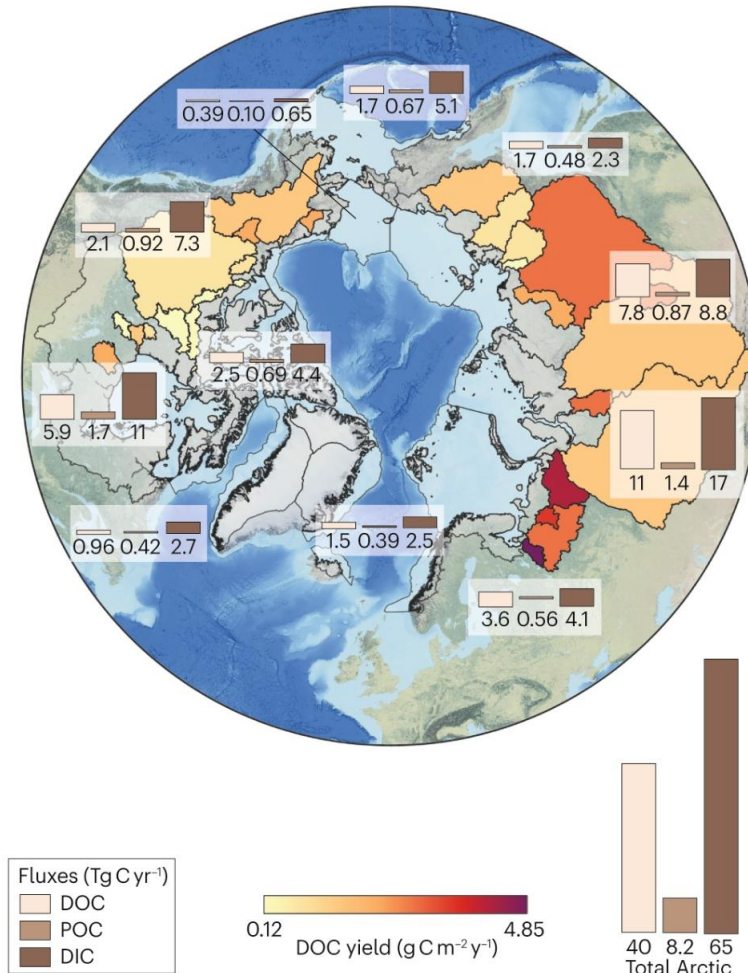 1.7 0.67 5.1
0.39 0.10 0.65
1.7 0.48 2.3
2.1 0.92 7.3
7.8 0.87 8.8
2.5 0.69 4.4
5.9 1.7 11
11 1.4 17
0.96 0.42 2.7
1.5 0.39 2.5
3.6 0.56 4.1
Fluxes (Tg C yr⁻¹)
DOC
POC
DIC
0.12 4.85
DOC yield (g C m⁻² y⁻¹)
40 8.2 65
Total Arctic